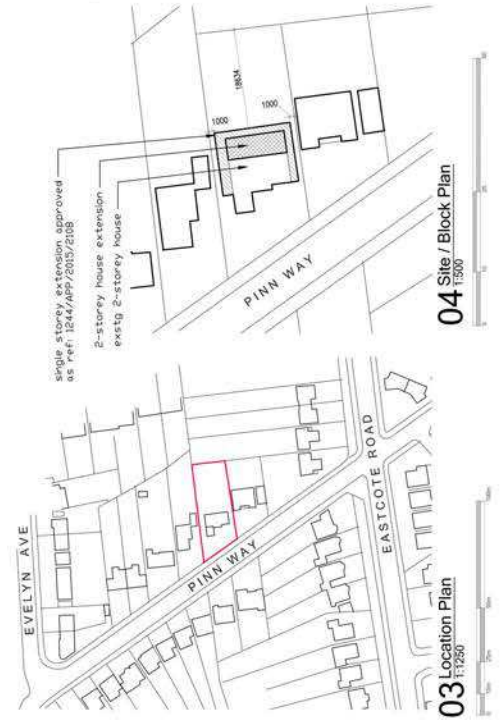 single storey extension approved
as ref: 1244/APP/2015/2108
2-storey house extension
exstg 2-storey house
1000
18634
1000
PINN WAY
04 Site / Block Plan
1:500
EVELYN AVE
PINN WAY
EASTCOTE ROAD
03 Location Plan
1:1250